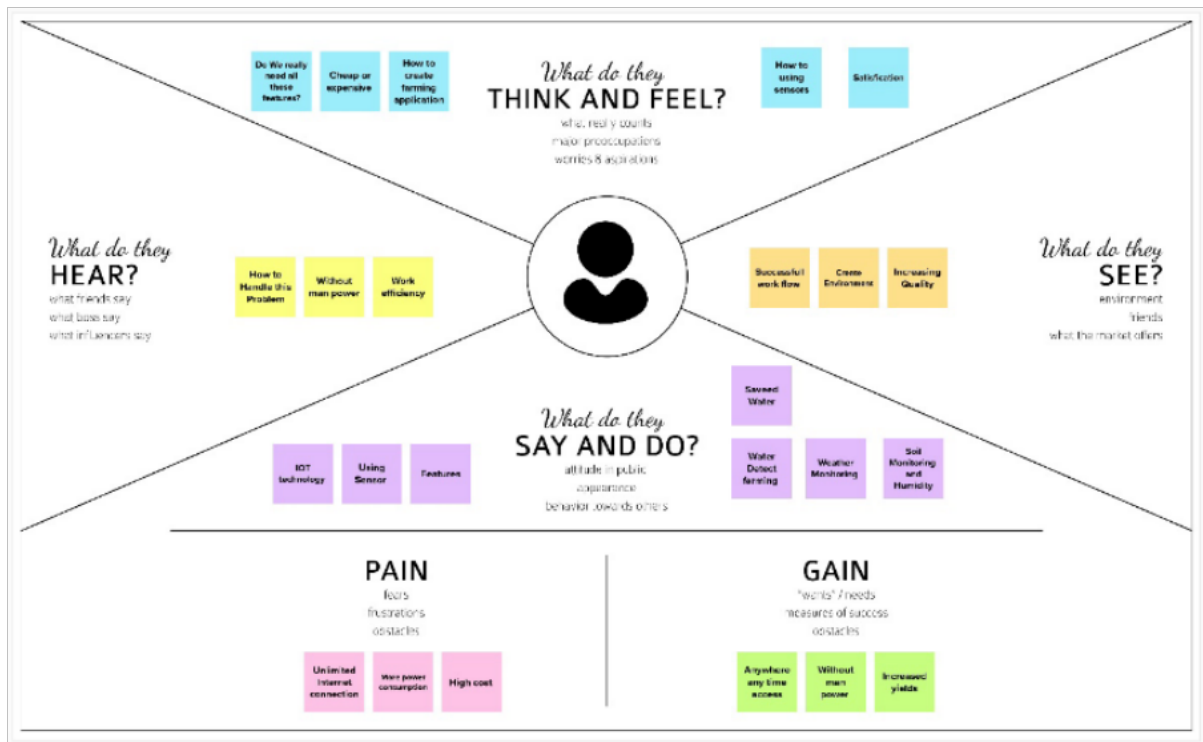 Do We really
need all
these
features?
Cheap or
expensive
How to
create
farming
application
What do they
THINK AND FEEL?
what really counts
major preoccupations
worries & aspirations
How to
using
sensors
Satisfication
What do they
HEAR?
what friends say
what boss say
what influencers say
How to
Handle this
Problem
Without
man power
Work
efficiency
Successfull
work flow
Create
Environment
Increasing
Quality
What do they
SEE?
environment
friends
what the market offers
What do they
SAY AND DO?
attitude in public
appearance
behavior towards others
IOT
technology
Using
Sensor
Features
Saveed
Water
Water
Detect
farming
Weather
Monitoring
Soil
Monitoring
and
Humidity
PAIN
fears
frustrations
obstacles
Unlimited
Internet
connection
More power
consumption
High cost
GAIN
"wants" / needs
measures of success
obstacles
Anywhere
any time
access
Without
man
power
Increased
yields